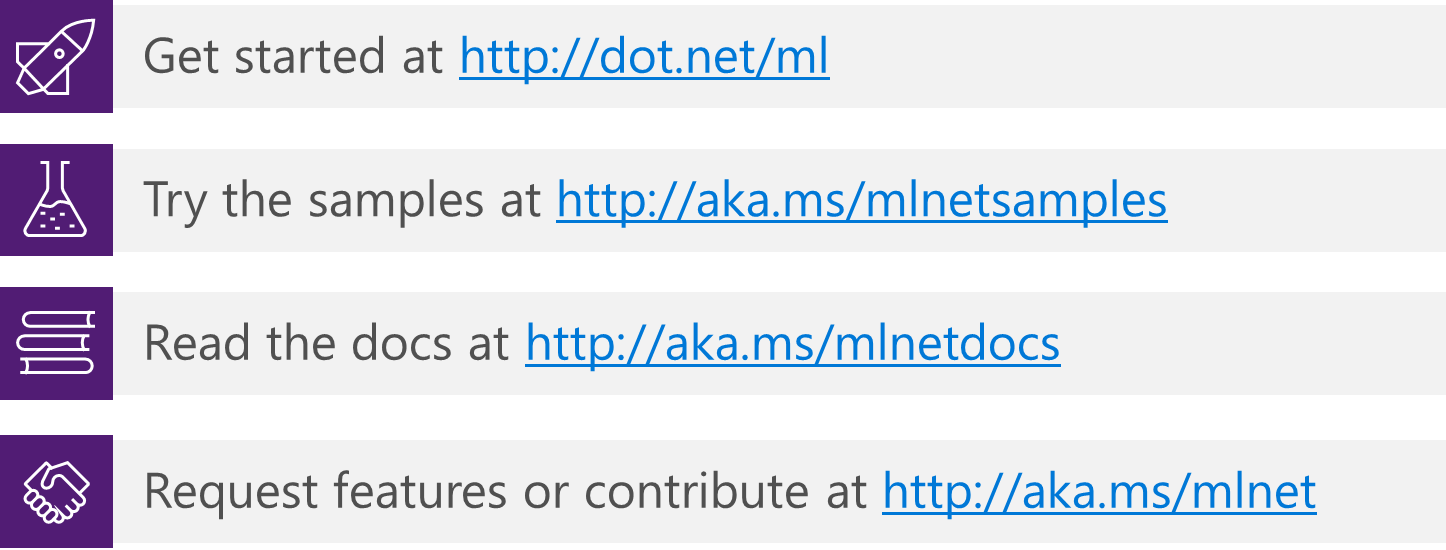 Get started at http://dot.net/ml
Try the samples at http://aka.ms/mlnetsamples
Read the docs at http://aka.ms/mlnetdocs
Request features or contribute at http://aka.ms/mlnet